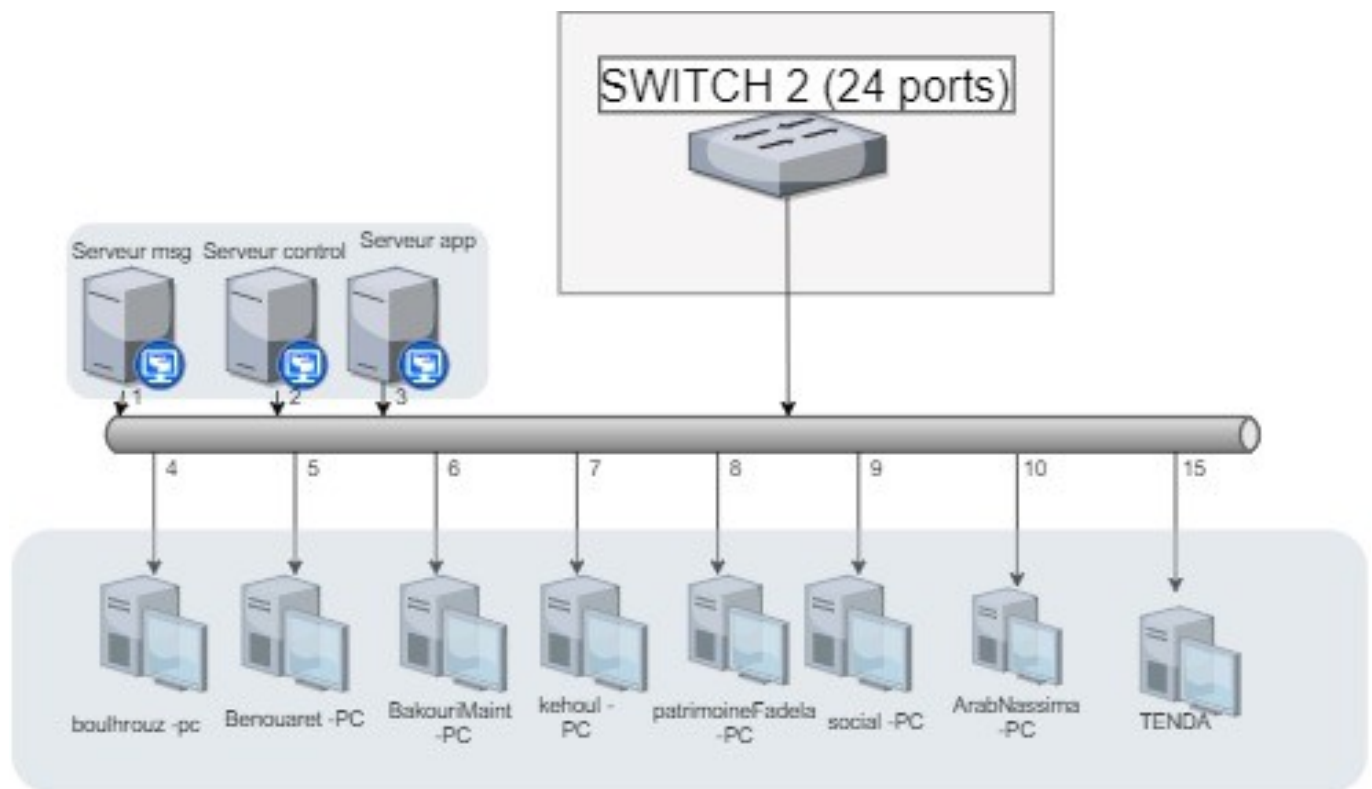 SWITCH 2 (24 ports)
Serveur msg
Serveur control
Serveur app
1
2
3
4
5
6
7
8
9
10
15
boulhrouz -pc
Benouaret -PC
BakouriMaint
-PC
kehoul -
PC
patrimoineFadela
-PC
social -PC
ArabNassima
-PC
TENDA